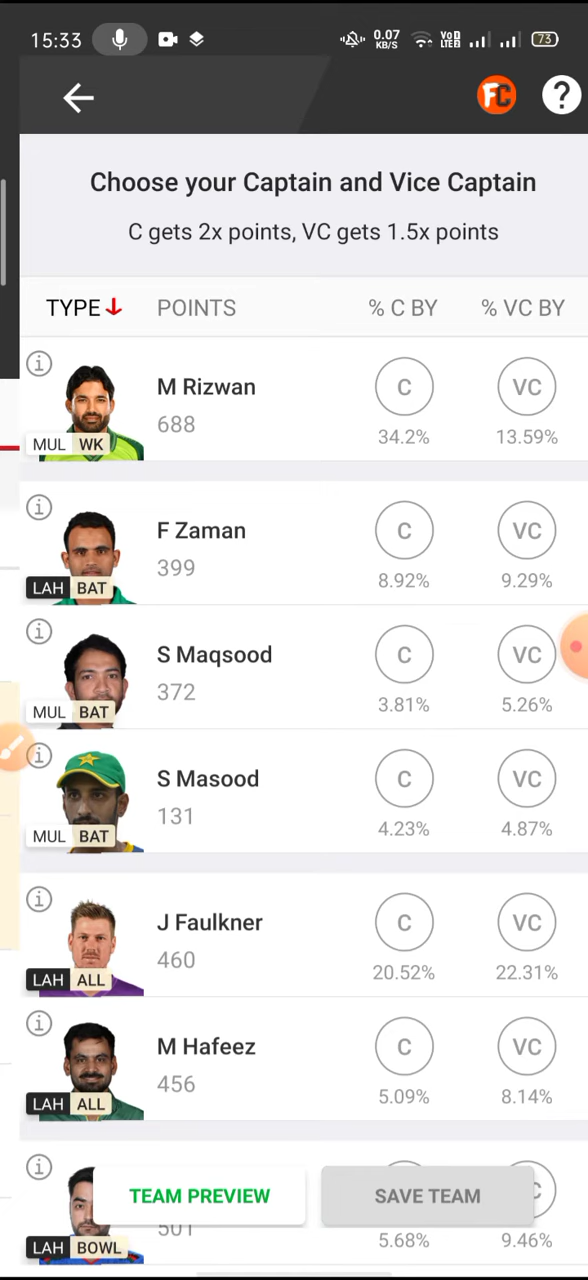 15:33
0.07
KB/S
VoD
LTE2
73
FC
?
Choose your Captain and Vice Captain
C gets 2x points, VC gets 1.5x points
TYPE POINTS % C BY % VC BY
M Rizwan C VC
688
MUL WK 34.2% 13.59%
F Zaman C VC
399
LAH BAT 8.92% 9.29%
S Maqsood C VC
372
MUL BAT 3.81% 5.26%
S Masood C VC
131
MUL BAT 4.23% 4.87%
J Faulkner C VC
460
LAH ALL 20.52% 22.31%
M Hafeez C VC
456
LAH ALL 5.09% 8.14%
TEAM PREVIEW SAVE TEAM
501
LAH BOWL 5.68% 9.46%